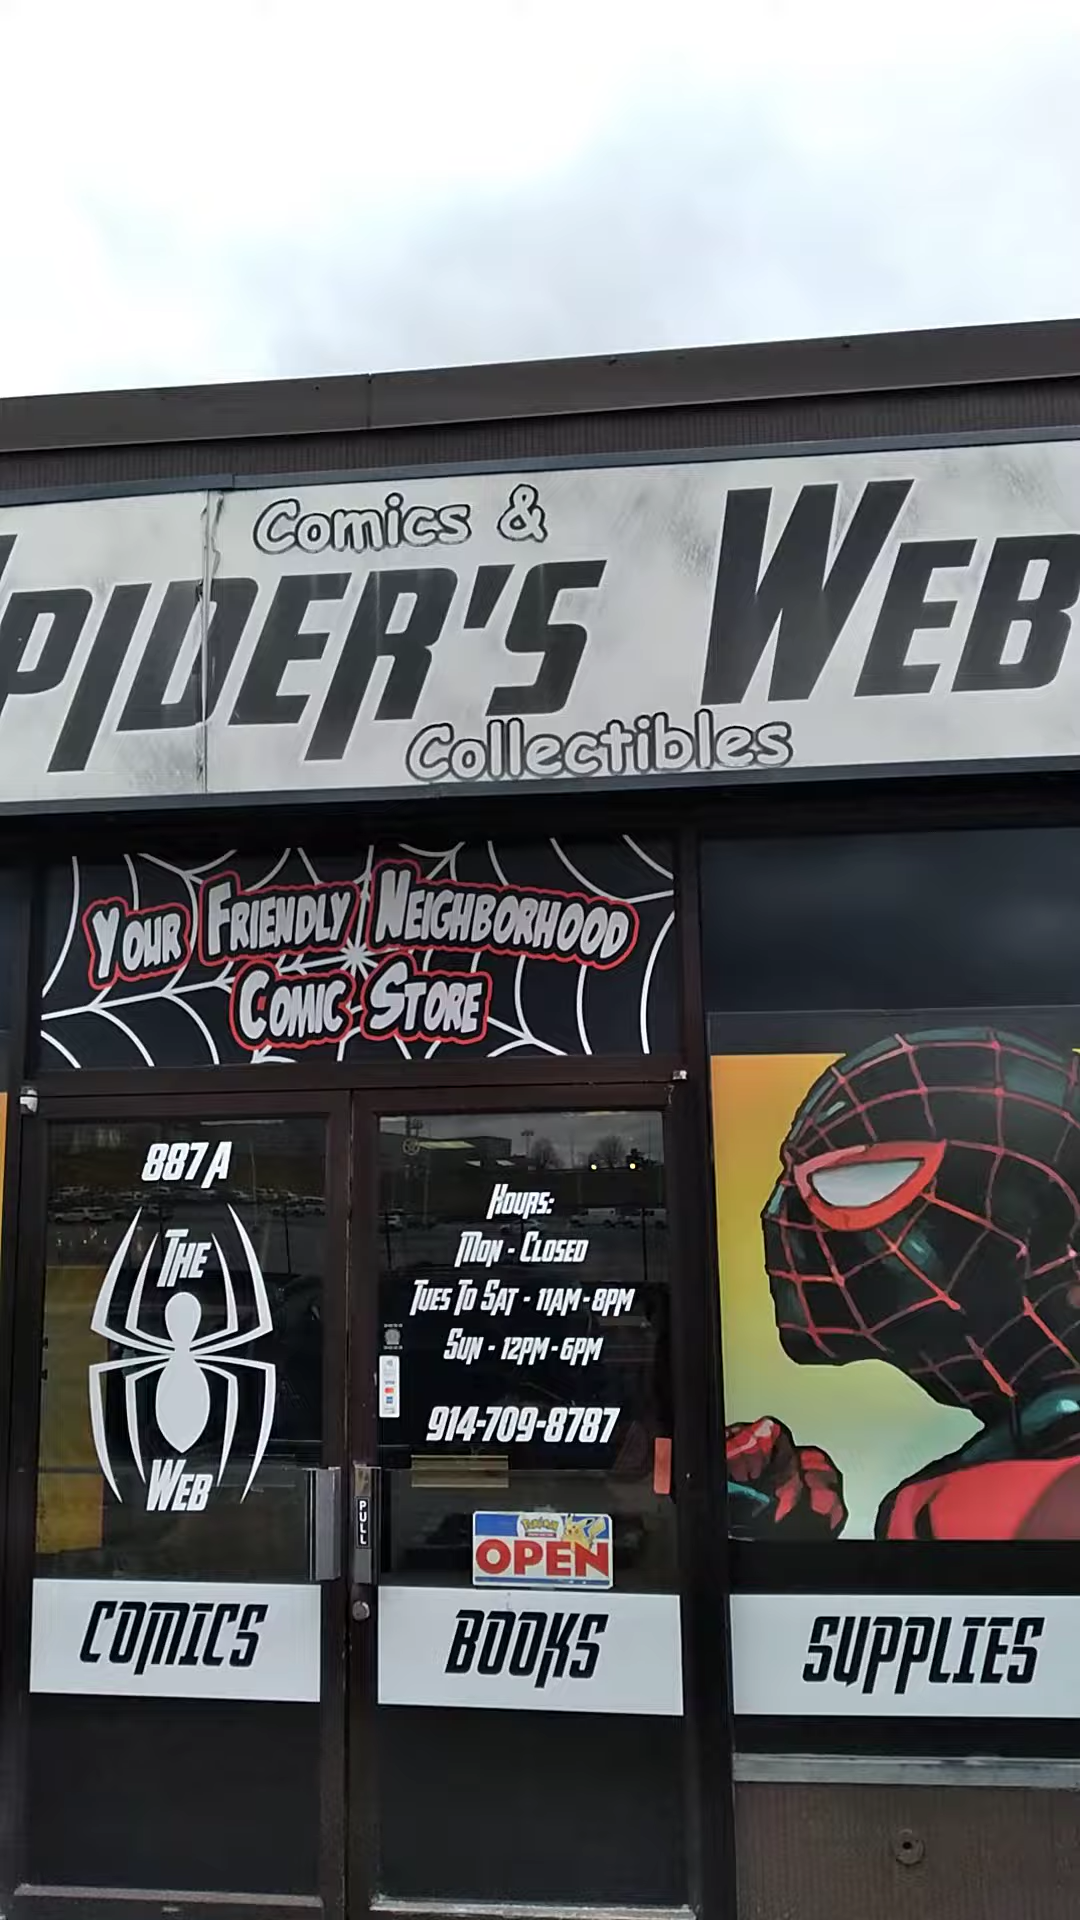 Comics &
PIDER'S WEB
Collectibles
YOUR FRIENDLY NEIGHBORHOOD
COMIC STORE
887A
THE
WEB
HOURS:
MON - CLOSED
TUES TO SAT - 11AM-8PM
SUN - 12PM-6PM
914-709-8787
PULL
Pokémon
OPEN
COMICS
BOOKS
SUPPLIES